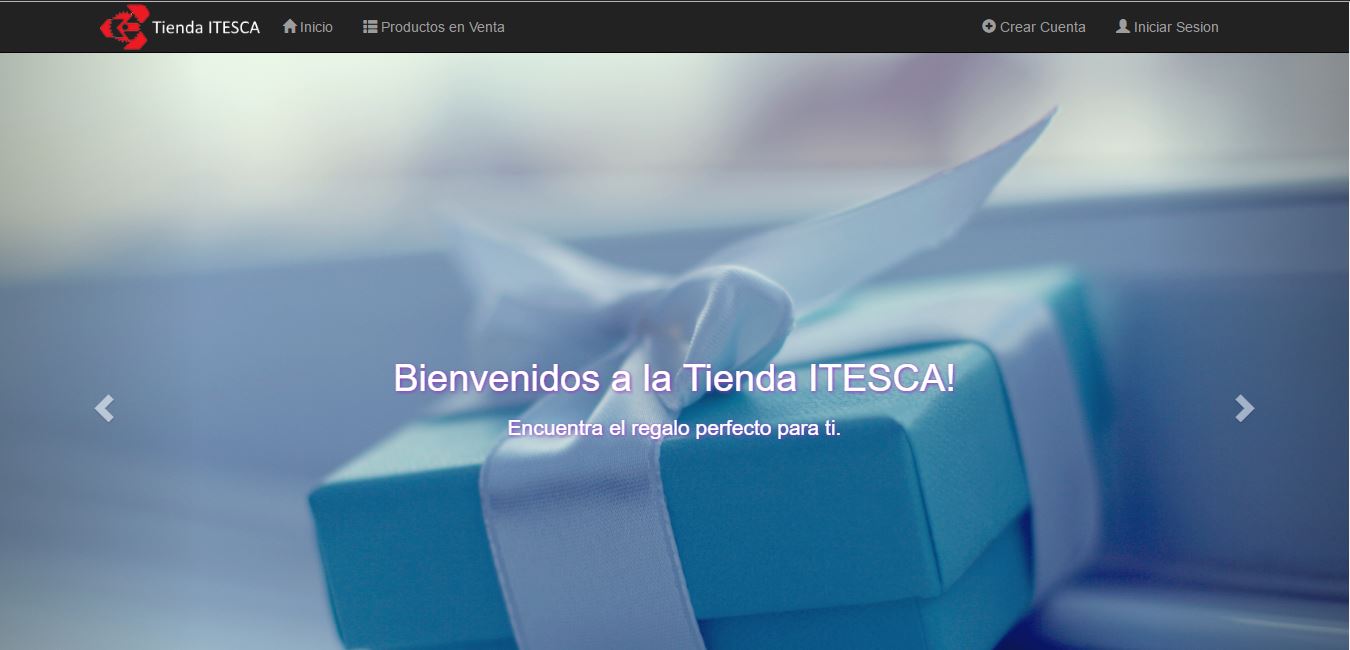 Tienda ITESCA Inicio Productos en Venta Crear Cuenta Iniciar Sesion
Bienvenidos a la Tienda ITESCA!
Encuentra el regalo perfecto para ti.